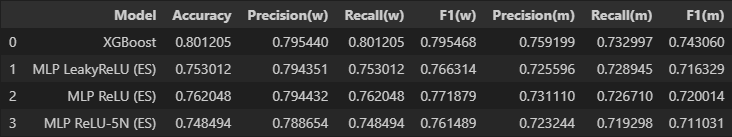 Model Accuracy Precision(w) Recall(w) F1(w) Precision(m) Recall(m) F1(m)
0 XGBoost 0.801205 0.795440 0.801205 0.795468 0.759199 0.732997 0.743060
1 MLP LeakyReLU (ES) 0.753012 0.794351 0.753012 0.766314 0.725596 0.728945 0.716329
2 MLP ReLU (ES) 0.762048 0.794432 0.762048 0.771879 0.731110 0.726710 0.720014
3 MLP ReLU-5N (ES) 0.748494 0.788654 0.748494 0.761489 0.723244 0.719298 0.711031